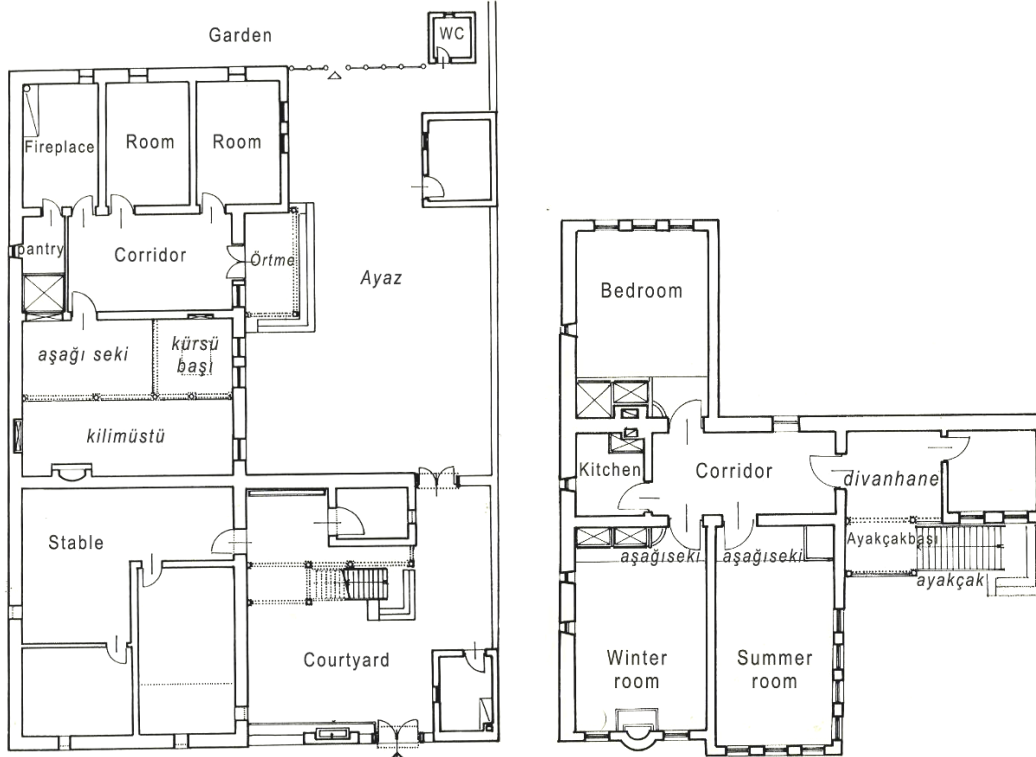 Garden
WC
Fireplace
Room
Room
pantry
Corridor
Örtme
Ayaz
aşağı seki
kürsü
başı
kilimüstü
Stable
Courtyard
Bedroom
Kitchen
Corridor
divanhane
aşağıseki
aşağıseki
Ayakçakbaşı
ayakçak
Winter
room
Summer
room